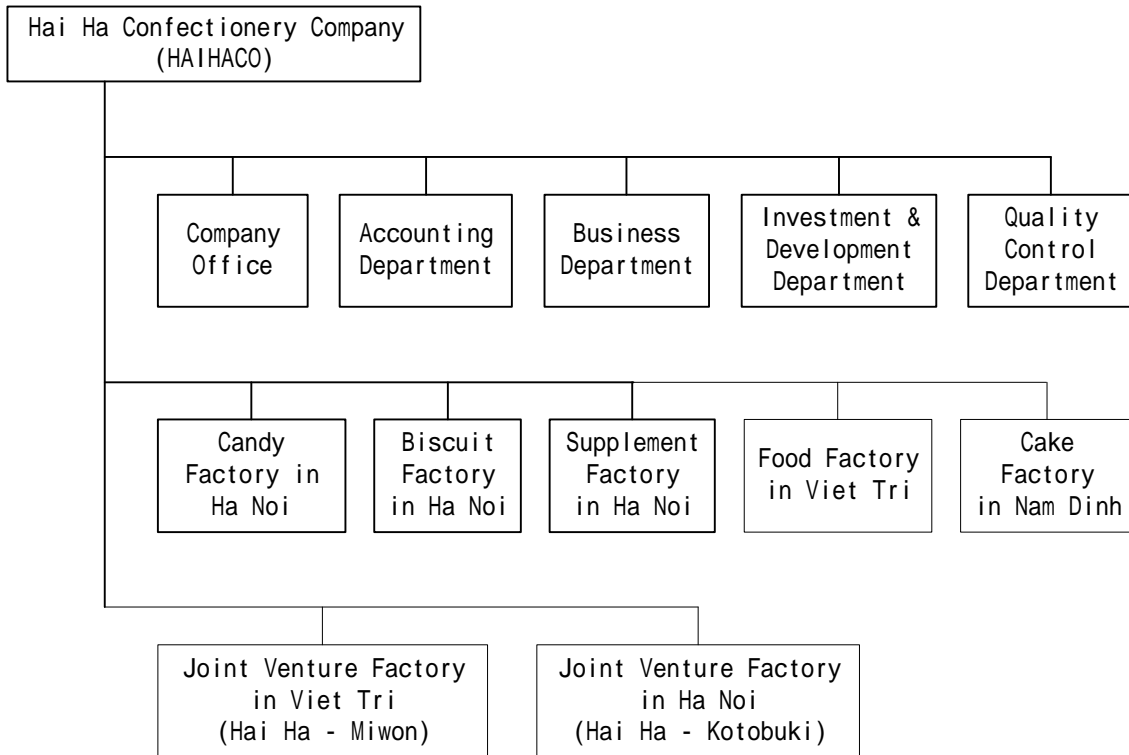 Hai Ha Confectionery Company
(HAIHACO)
Company
Office
Accounting
Department
Business
Department
Investment &
Development
Department
Quality
Control
Department
Candy
Factory in
Ha Noi
Biscuit
Factory
in Ha Noi
Supplement
Factory
in Ha Noi
Food Factory
in Viet Tri
Cake
Factory
in Nam Dinh
Joint Venture Factory
in Viet Tri
(Hai Ha - Miwon)
Joint Venture Factory
in Ha Noi
(Hai Ha - Kotobuki)